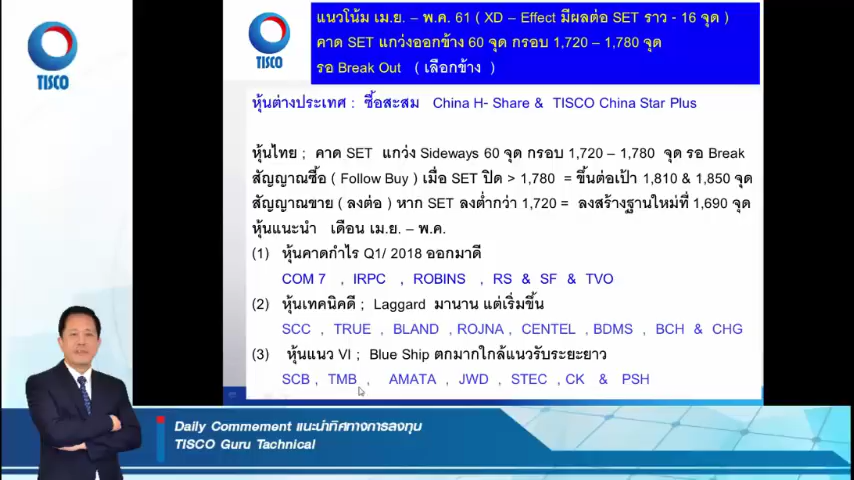 TISCO
TISCO
แนวโน้ม เม.ย. – พ.ค. 61 ( XD – Effect มีผลต่อ SET ราว - 16 จุด )
คาด SET แกว่งออกข้าง 60 จุด กรอบ 1,720 – 1,780 จุด
รอ Break Out ( เลือกข้าง )
หุ้นต่างประเทศ : ซื้อสะสม China H- Share & TISCO China Star Plus
หุ้นไทย ; คาด SET แกว่ง Sideways 60 จุด กรอบ 1,720 – 1,780 จุด รอ Break
สัญญาณซื้อ ( Follow Buy ) เมื่อ SET ปิด > 1,780 = ขึ้นต่อเป้า 1,810 & 1,850 จุด
สัญญาณขาย ( ลงต่อ ) หาก SET ลงต่ำกว่า 1,720 = ลงสร้างฐานใหม่ที่ 1,690 จุด
หุ้นแนะนำ เดือน เม.ย. – พ.ค.
(1) หุ้นคาดกำไร Q1/ 2018 ออกมาดี
COM 7 , IRPC , ROBINS , RS & SF & TVO
(2) หุ้นเทคนิคดี ; Laggard มานาน แต่เริ่มขึ้น
SCC , TRUE , BLAND , ROJNA , CENTEL , BDMS , BCH & CHG
(3) หุ้นแนว VI ; Blue Ship ตกมากใกล้แนวรับระยะยาว
SCB , TMB , AMATA , JWD , STEC , CK & PSH
Daily Commement แนะนำทิศทางการลงทุน
TISCO Guru Tachnical